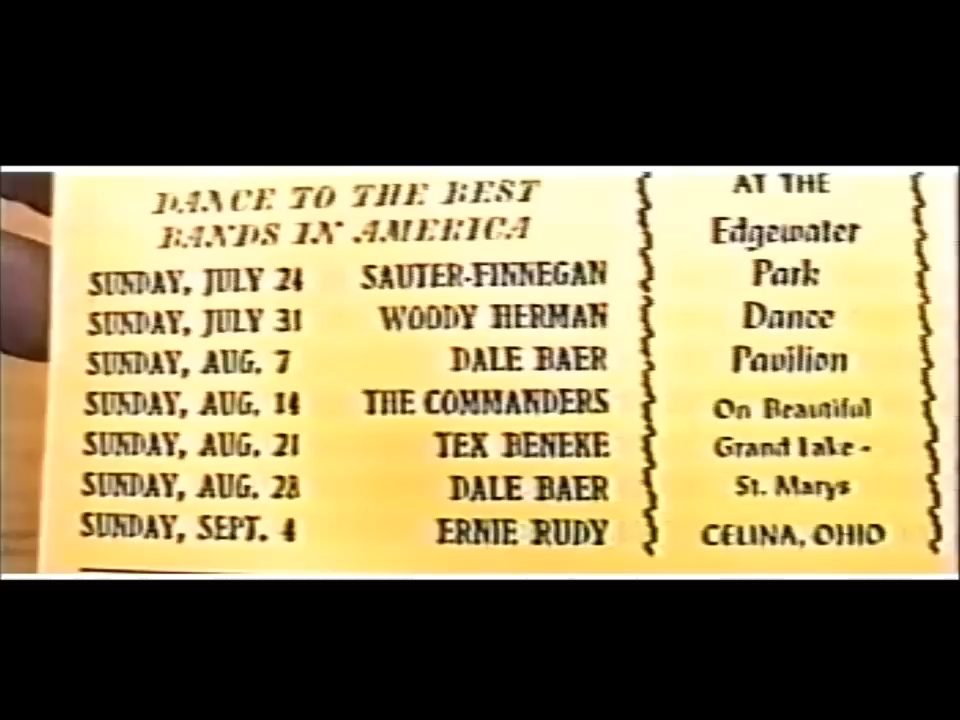 DANCE TO THE BEST
BANDS IN AMERICA
SUNDAY, JULY 24 SAUTER-FINNEGAN
SUNDAY, JULY 31 WOODY HERMAN
SUNDAY, AUG. 7 DALE BAER
SUNDAY, AUG. 14 THE COMMANDERS
SUNDAY, AUG. 21 TEX BENEKE
SUNDAY, AUG. 28 DALE BAER
SUNDAY, SEPT. 4 ERNIE RUDY
AT THE
Edgewater
Park
Dance
Pavilion
On Beautiful
Grand Lake -
St. Marys
CELINA, OHIO